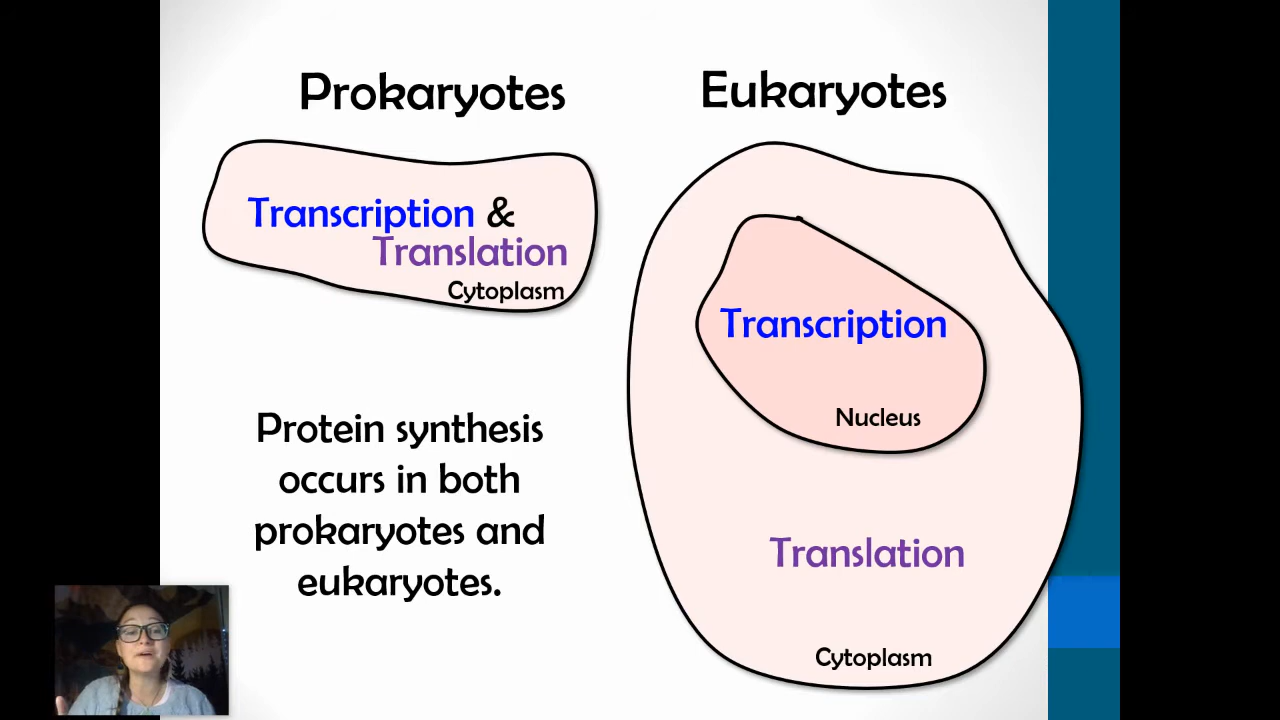 Prokaryotes
Transcription &
Translation
Cytoplasm
Protein synthesis
occurs in both
prokaryotes and
eukaryotes.
Eukaryotes
Transcription
Nucleus
Translation
Cytoplasm